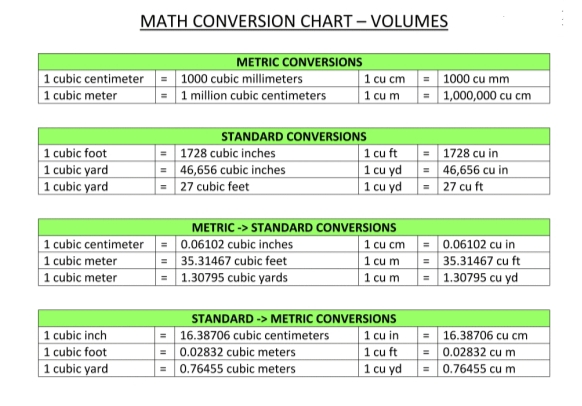 MATH CONVERSION CHART – VOLUMES
METRIC CONVERSIONS
1 cubic centimeter = 1000 cubic millimeters 1 cu cm = 1000 cu mm
1 cubic meter = 1 million cubic centimeters 1 cu m = 1,000,000 cu cm
STANDARD CONVERSIONS
1 cubic foot = 1728 cubic inches 1 cu ft = 1728 cu in
1 cubic yard = 46,656 cubic inches 1 cu yd = 46,656 cu in
1 cubic yard = 27 cubic feet 1 cu yd = 27 cu ft
METRIC -> STANDARD CONVERSIONS
1 cubic centimeter = 0.06102 cubic inches 1 cu cm = 0.06102 cu in
1 cubic meter = 35.31467 cubic feet 1 cu m = 35.31467 cu ft
1 cubic meter = 1.30795 cubic yards 1 cu m = 1.30795 cu yd
STANDARD -> METRIC CONVERSIONS
1 cubic inch = 16.38706 cubic centimeters 1 cu in = 16.38706 cu cm
1 cubic foot = 0.02832 cubic meters 1 cu ft = 0.02832 cu m
1 cubic yard = 0.76455 cubic meters 1 cu yd = 0.76455 cu m